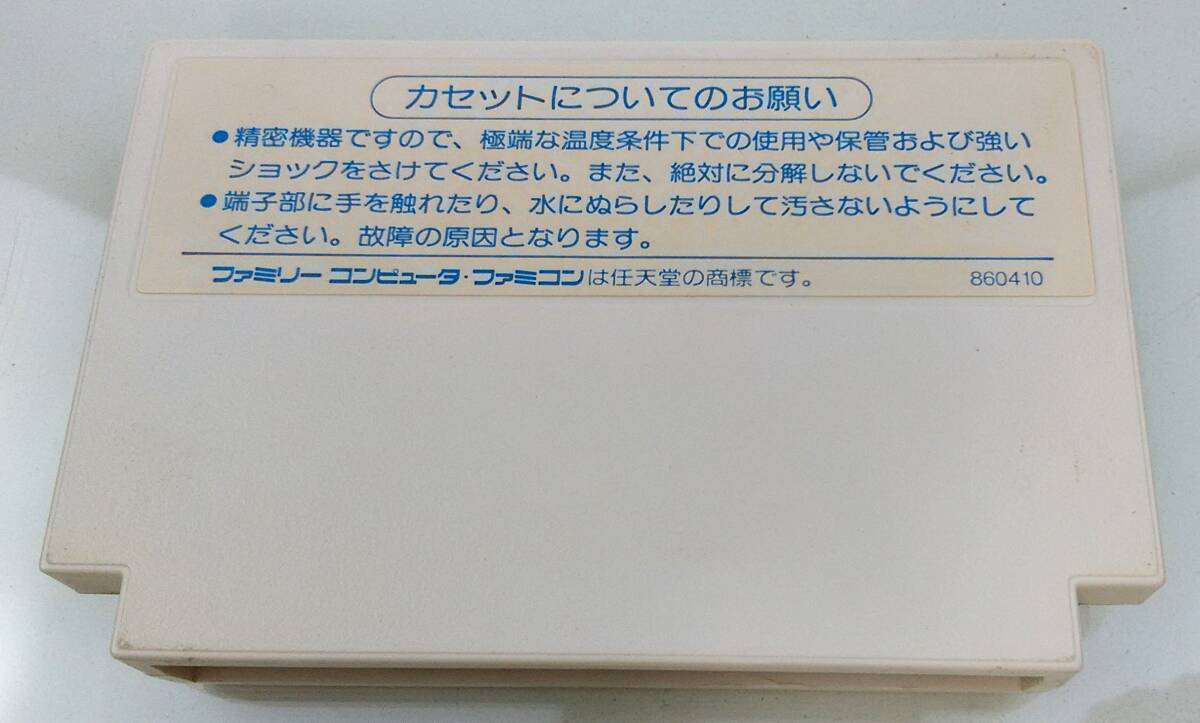 カセットについてのお願い
●精密機器ですので、極端な温度条件下での使用や保管および強い
ショックをさけてください。また、絶対に分解しないでください。
●端子部に手を触れたり、水にぬらしたりして汚さないようにして
ください。故障の原因となります。
ファミリー コンピュータ・ファミコンは任天堂の商標です。 860410